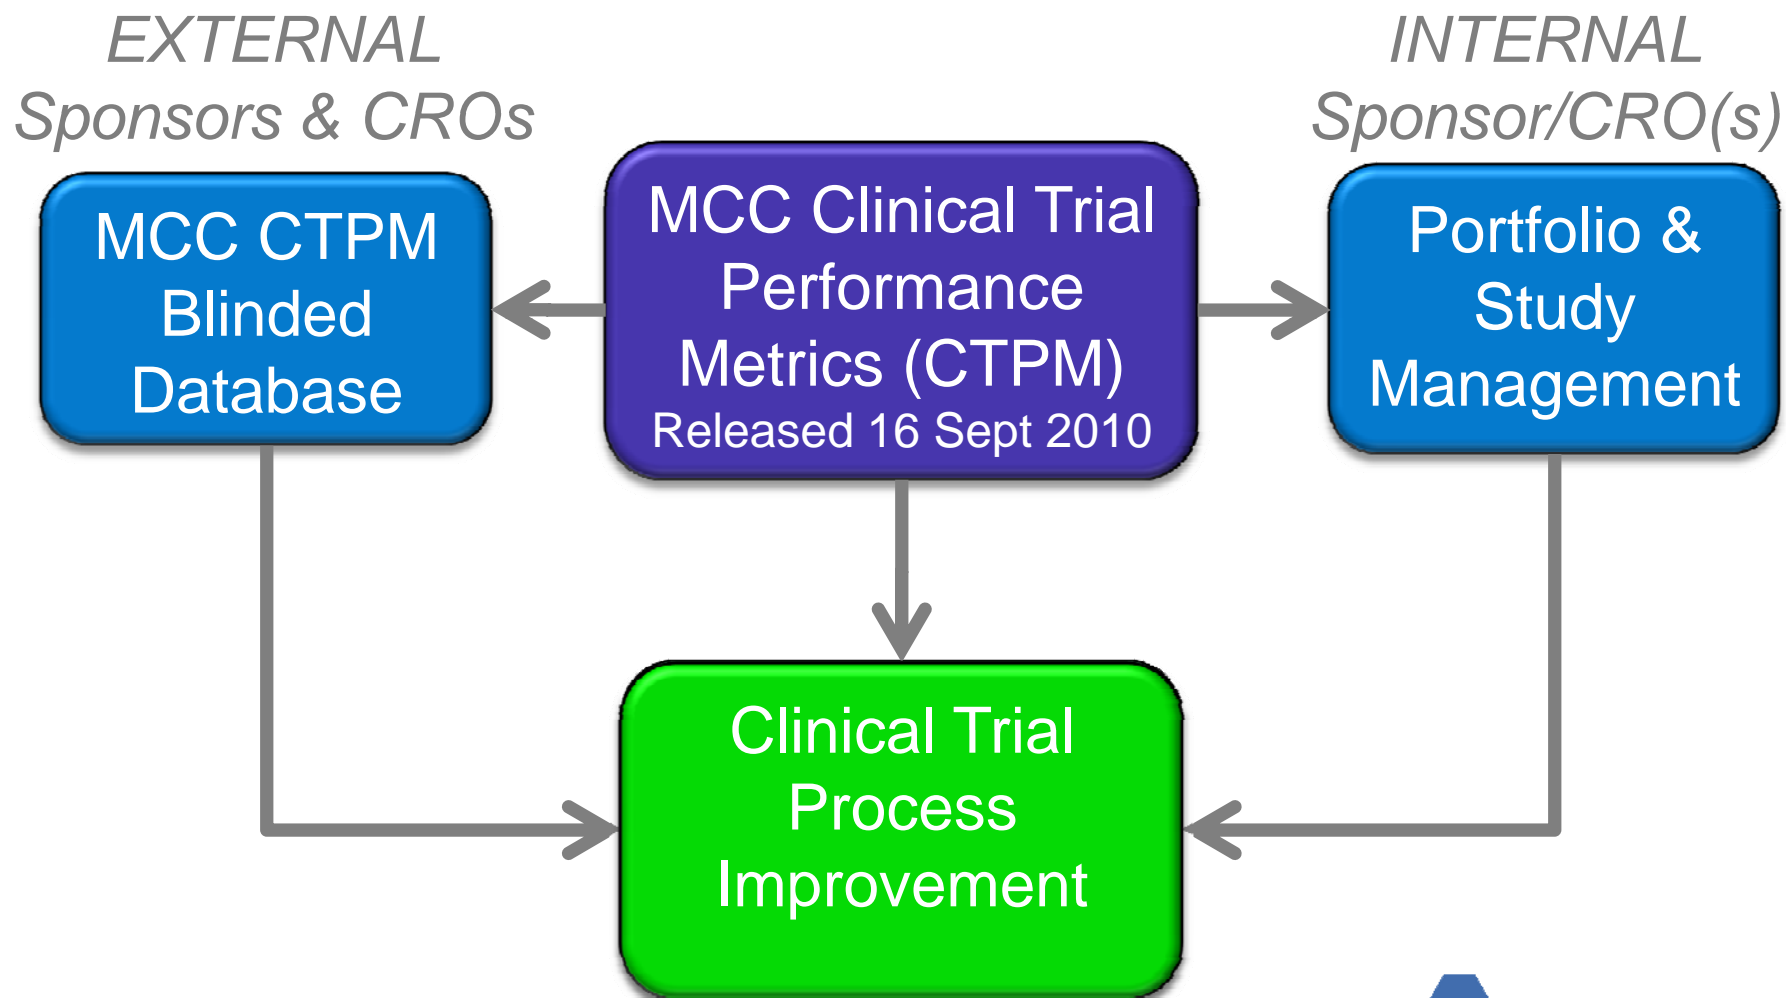 EXTERNAL
Sponsors & CROs
INTERNAL
Sponsor/CRO(s)
MCC CTPM
Blinded
Database
MCC Clinical Trial
Performance
Metrics (CTPM)
Released 16 Sept 2010
Portfolio &
Study
Management
Clinical Trial
Process
Improvement